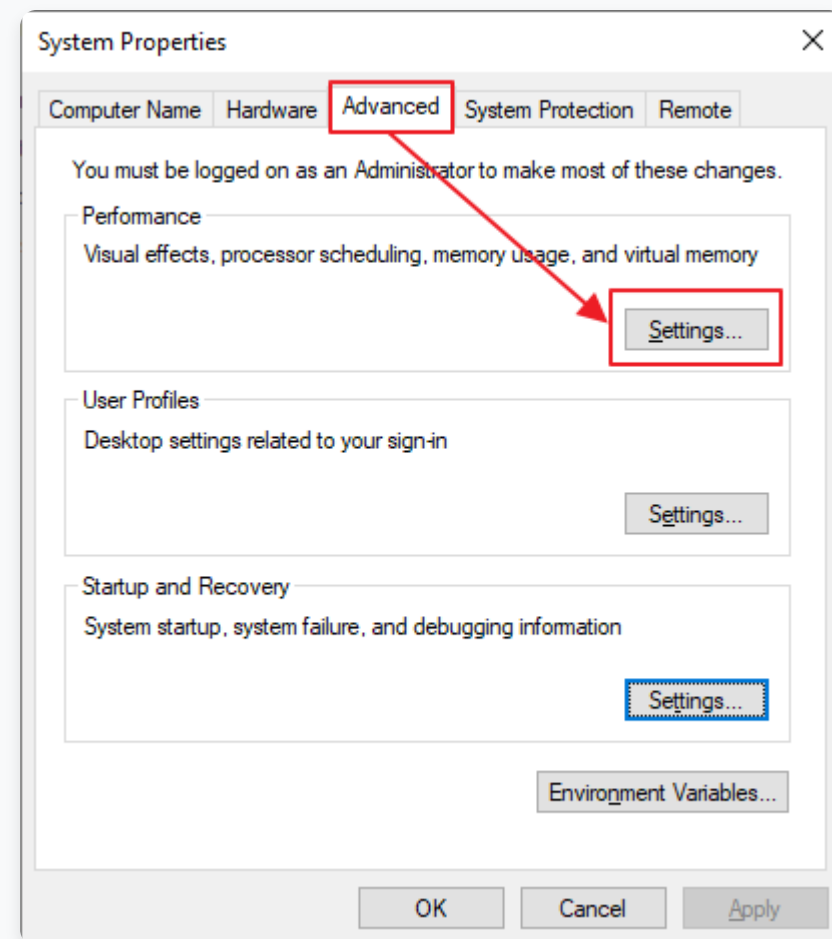 System Properties
Computer Name Hardware Advanced System Protection Remote
You must be logged on as an Administrator to make most of these changes.
Performance
Visual effects, processor scheduling, memory usage, and virtual memory
Settings...
User Profiles
Desktop settings related to your sign-in
Settings...
Startup and Recovery
System startup, system failure, and debugging information
Settings...
Environment Variables...
OK Cancel Apply